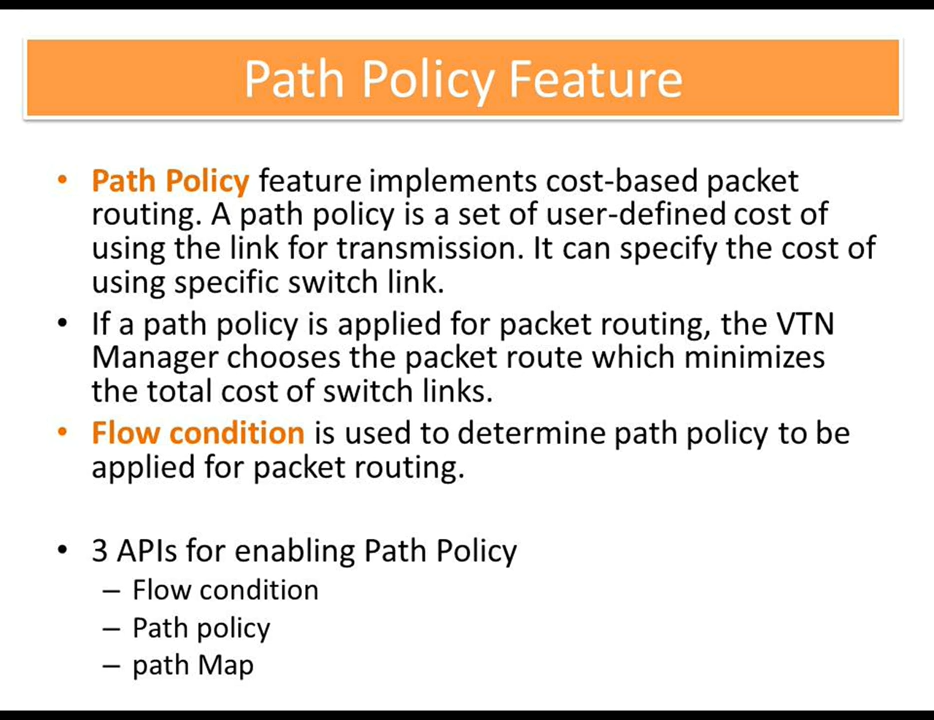 Path Policy Feature
• Path Policy feature implements cost-based packet
routing. A path policy is a set of user-defined cost of
using the link for transmission. It can specify the cost of
using specific switch link.
• If a path policy is applied for packet routing, the VTN
Manager chooses the packet route which minimizes
the total cost of switch links.
• Flow condition is used to determine path policy to be
applied for packet routing.
• 3 APIs for enabling Path Policy
– Flow condition
– Path policy
– path Map